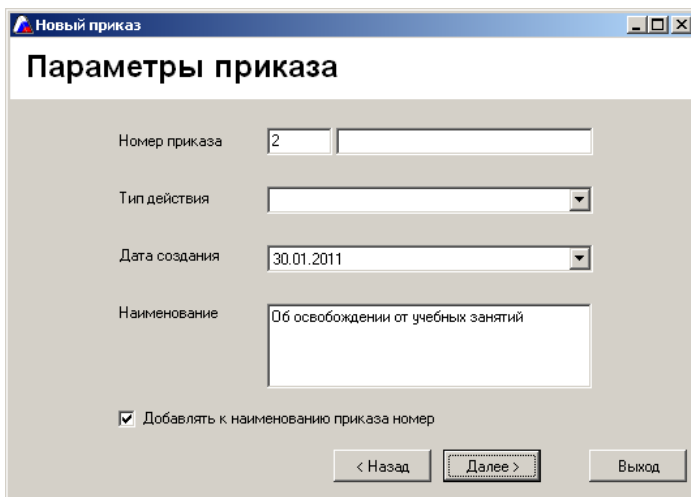 Новый приказ
Параметры приказа
Номер приказа 2
Тип действия
Дата создания 30.01.2011
Наименование Об освобождении от учебных занятий
Добавлять к наименованию приказа номер
< Назад Далее > Выход